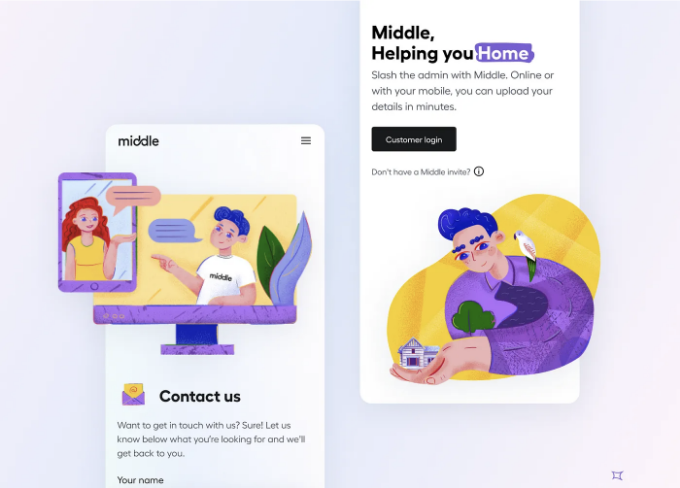 middle
middle
Contact us
Want to get in touch with us? Sure! Let us
know below what you're looking for and we'll
get back to you.
Your name
Middle,
Helping you Home
Slash the admin with Middle. Online or
with your mobile, you can upload your
details in minutes.
Customer login
Don't have a Middle invite?